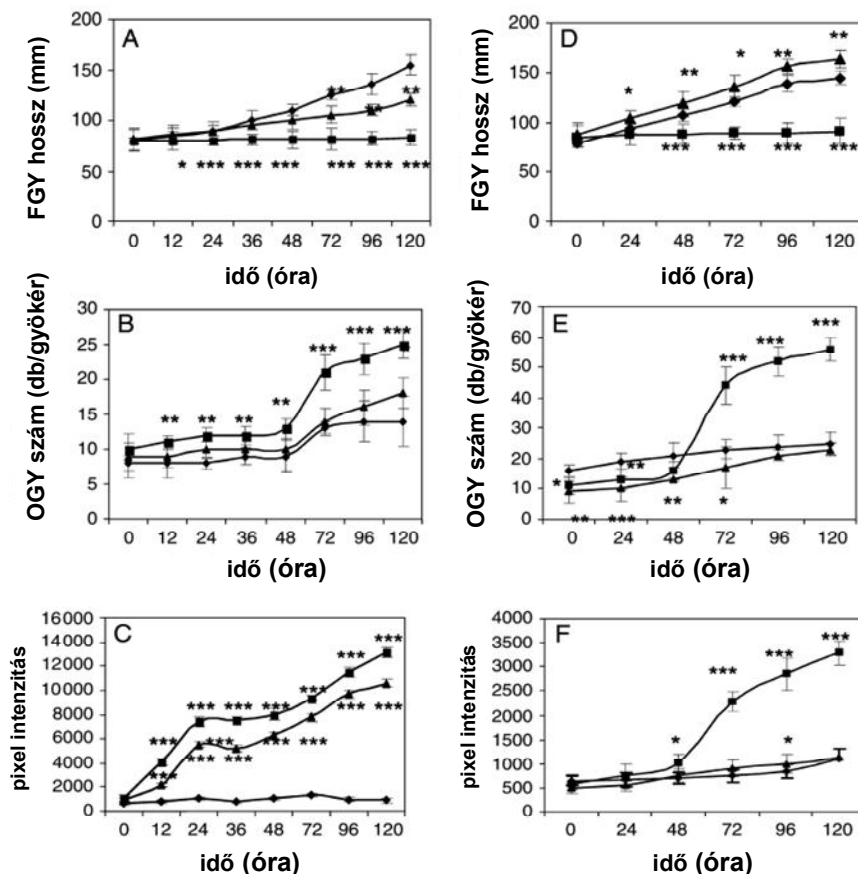 A
FGY hossz (mm)
200
150
100
50
0
** **
**
* *** *** *** *** *** ***
0 12 24 36 48 72 96 120
idő (óra)
D
FGY hossz (mm)
200
150
100
50
0
* ** * ** **
*** *** *** ***
0 24 48 72 96 120
idő (óra)
B
OGY szám (db/gyökér)
30
25
20
15
10
5
0
** ** ** ** *** *** ***
0 12 24 36 48 72 96 120
idő (óra)
E
OGY szám (db/gyökér)
70
60
50
40
30
20
10
0
* ** *** *** ***
** *** ** *
0 24 48 72 96 120
idő (óra)
C
pixel intenzitás
16000
14000
12000
10000
8000
6000
4000
2000
0
*** *** *** *** *** *** ***
*** *** *** *** *** *** ***
0 12 24 36 48 72 96 120
idő (óra)
F
pixel intenzitás
4000
3500
3000
2500
2000
1500
1000
500
0
* *** *** ***
*
0 24 48 72 96 120
idő (óra)